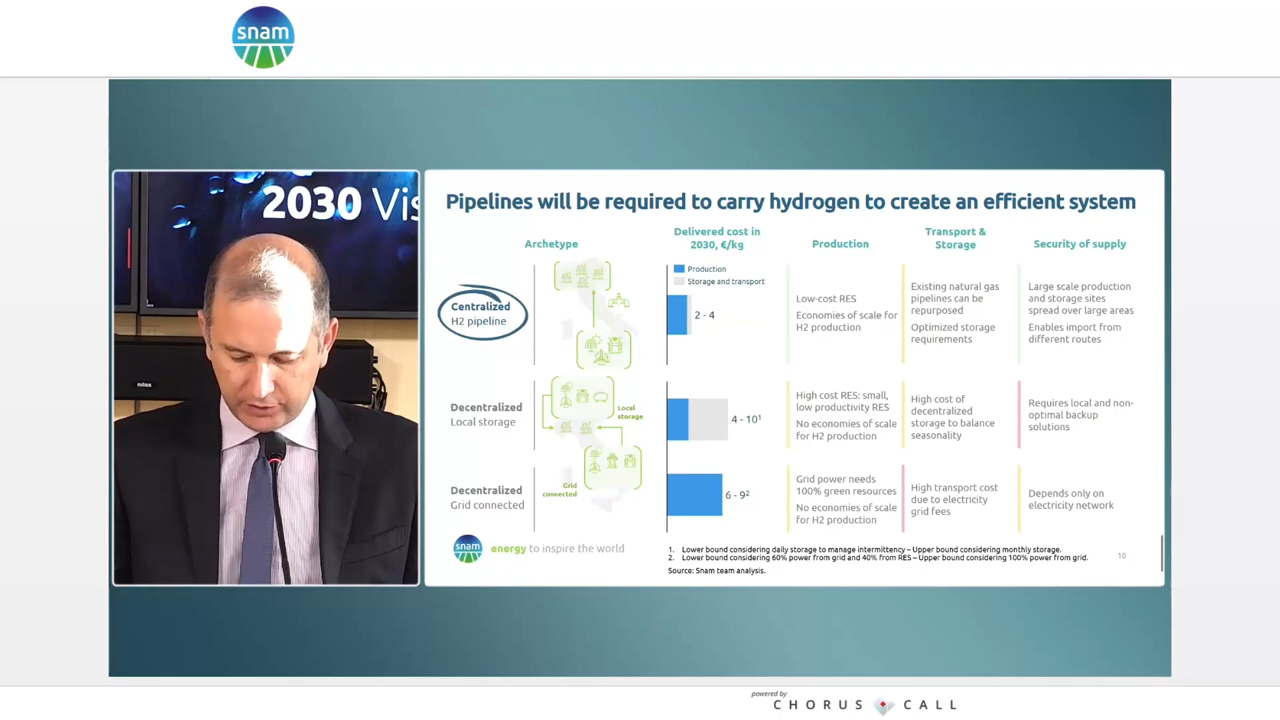 snam
2030 Vis
Pipelines will be required to carry hydrogen to create an efficient system
Archetype
Delivered cost in
2030, €/kg
Production
Transport &
Storage
Security of supply
Production
Storage and transport
Centralized
H2 pipeline
2 - 4
Low-cost RES
Economies of scale for
H2 production
Existing natural gas
pipelines can be
repurposed
Optimized storage
requirements
Large scale production
and storage sites
spread over large areas
Enables import from
different routes
Decentralized
Local storage
Local
storage
4 - 10¹
High cost RES: small,
low productivity RES
No economies of scale
for H2 production
High cost of
decentralized
storage to balance
seasonality
Requires local and non-
optimal backup
solutions
Decentralized
Grid connected
Grid
connected
6 - 9²
Grid power needs
100% green resources
No economies of scale
for H2 production
High transport cost
due to electricity
grid fees
Depends only on
electricity network
snam
energy to inspire the world
1. Lower bound considering daily storage to manage intermittency – Upper bound considering monthly storage.
2. Lower bound considering 60% power from grid and 40% from RES – Upper bound considering 100% power from grid.
Source: Snam team analysis.
10
powered by
CHORUS CALL